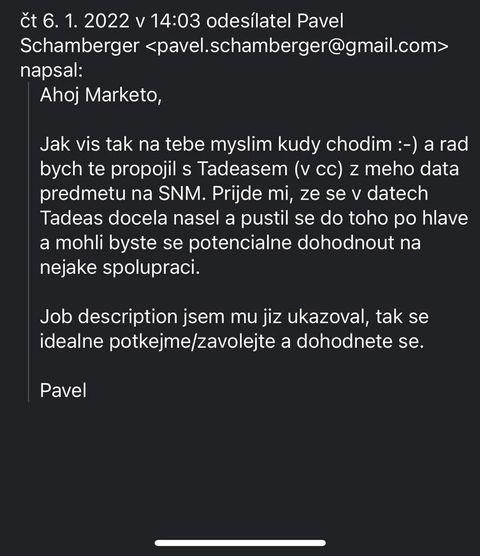 čt 6. 1. 2022 v 14:03 odesílatel Pavel
Schamberger <pavel.schamberger@gmail.com>
napsal:
Ahoj Marketo,
Jak vis tak na tebe myslim kudy chodim :-) a rad
bych te propojil s Tadeasem (v cc) z meho data
predmetu na SNM. Prijde mi, ze se v datech
Tadeas docela nasel a pustil se do toho po hlave
a mohli byste se potencialne dohodnout na
nejake spolupraci.
Job description jsem mu jiz ukazoval, tak se
idealne potkejme/zavolejte a dohodnete se.
Pavel